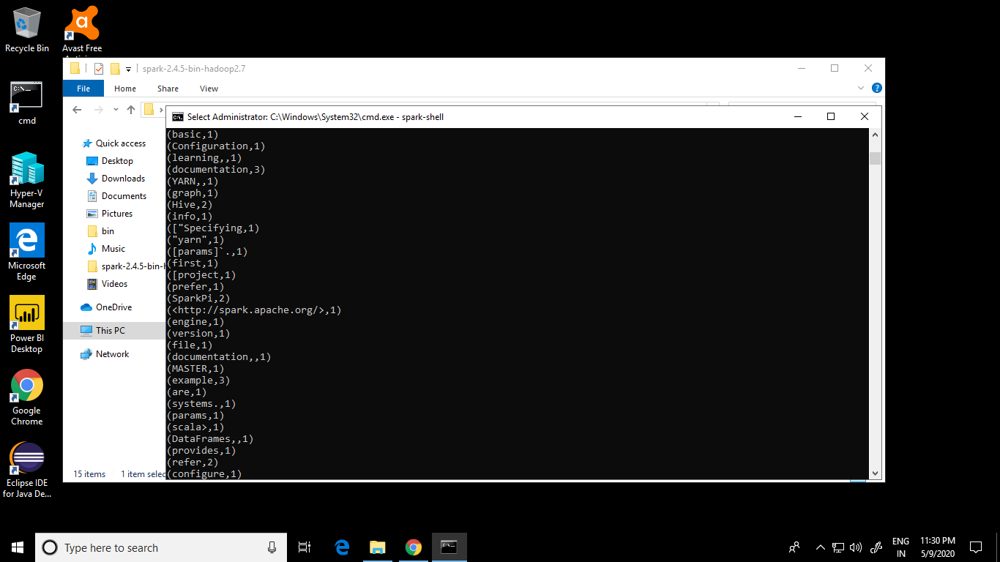 Recycle Bin
Avast Free
cmd
Hyper-V
Manager
Microsoft
Edge
Power BI
Desktop
Google
Chrome
Eclipse IDE
for Java De...
spark-2.4.5-bin-hadoop2.7
File Home Share View
Quick access
Desktop
Downloads
Documents
Pictures
bin
Music
spark-2.4.5-bin-h
Videos
OneDrive
This PC
Network
15 items 1 item selec
C:\_
Select Administrator: C:\Windows\System32\cmd.exe - spark-shell
(basic,1)
(Configuration,1)
(learning,,1)
(documentation,3)
(YARN,,1)
(graph,1)
(Hive,2)
(info,1)
(["Specifying,1)
("yarn",1)
([params]`.,1)
(first,1)
([project,1)
(prefer,1)
(SparkPi,2)
(<http://spark.apache.org/>,1)
(engine,1)
(version,1)
(file,1)
(documentation,,1)
(MASTER,1)
(example,3)
(are,1)
(systems.,1)
(params,1)
(scala>,1)
(DataFrames,,1)
(provides,1)
(refer,2)
(configure,1)
Type here to search
ENG
IN
11:30 PM
5/9/2020